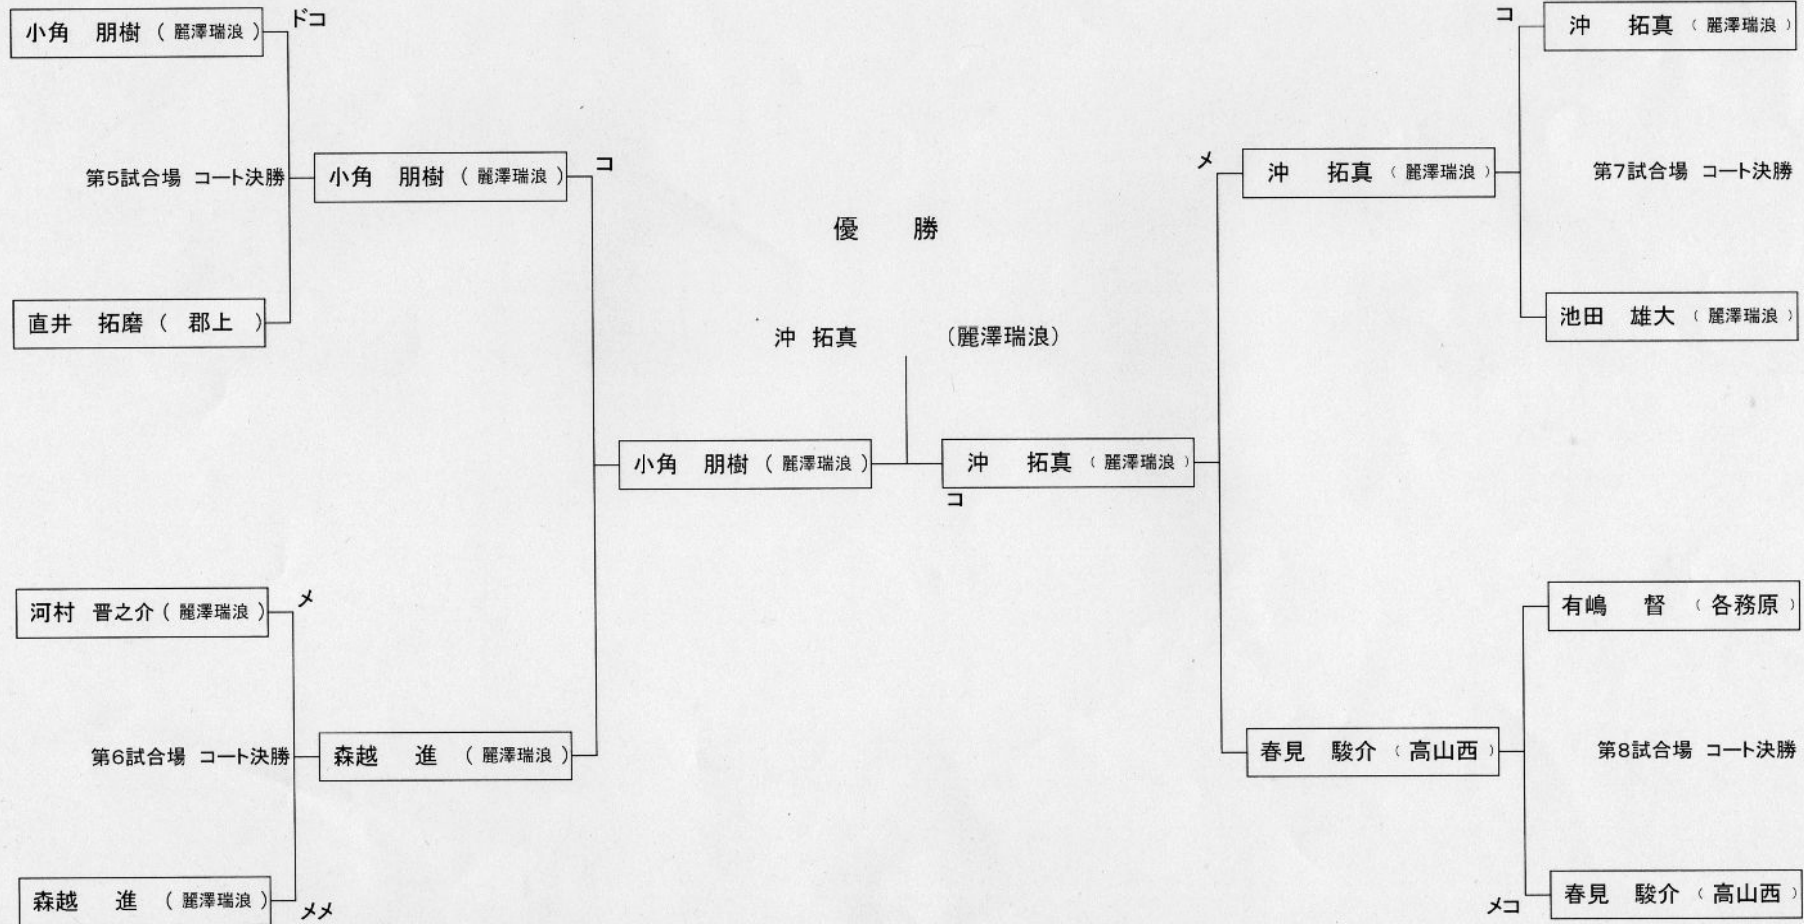 小角 朋樹 （ 麗澤瑞浪 ）
ドコ
第5試合場 コート決勝
小角 朋樹 （ 麗澤瑞浪 ）
コ
直井 拓磨 （ 郡上 ）
河村 晋之介 （ 麗澤瑞浪 ）
メ
第6試合場 コート決勝
森越 進 （ 麗澤瑞浪 ）
森越 進 （ 麗澤瑞浪 ）
メメ
優 勝
沖 拓真 （麗澤瑞浪）
小角 朋樹 （ 麗澤瑞浪 ）
沖 拓真 （ 麗澤瑞浪 ）
コ
コ
沖 拓真 （ 麗澤瑞浪 ）
メ
沖 拓真 （ 麗澤瑞浪 ）
第7試合場 コート決勝
池田 雄大 （ 麗澤瑞浪 ）
有嶋 督 （ 各務原 ）
春見 駿介 （ 高山西 ）
第8試合場 コート決勝
メコ
春見 駿介 （ 高山西 ）